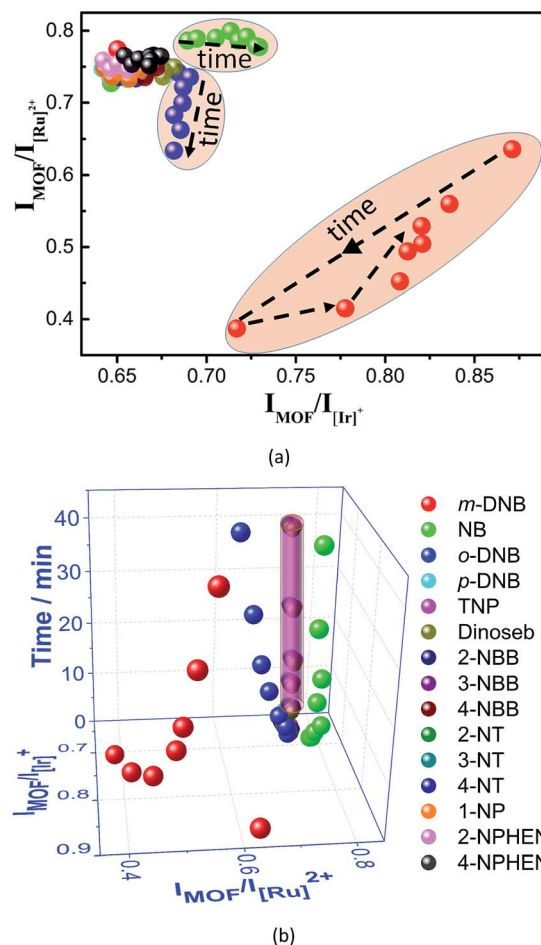 0.8
0.7
0.6
0.5
0.4
I_MOF/I_[Ru]²⁺
time
time
time
0.65 0.70 0.75 0.80 0.85
I_MOF/I_[Ir]⁺
(a)
40
30
20
10
0
Time / min
0.7
0.8
0.9
I_MOF/I_[Ir]⁺
0.4 0.6 0.8
I_MOF/I_[Ru]²⁺
m-DNB
NB
o-DNB
p-DNB
TNP
Dinoseb
2-NBB
3-NBB
4-NBB
2-NT
3-NT
4-NT
1-NP
2-NPHEN
4-NPHEN
(b)